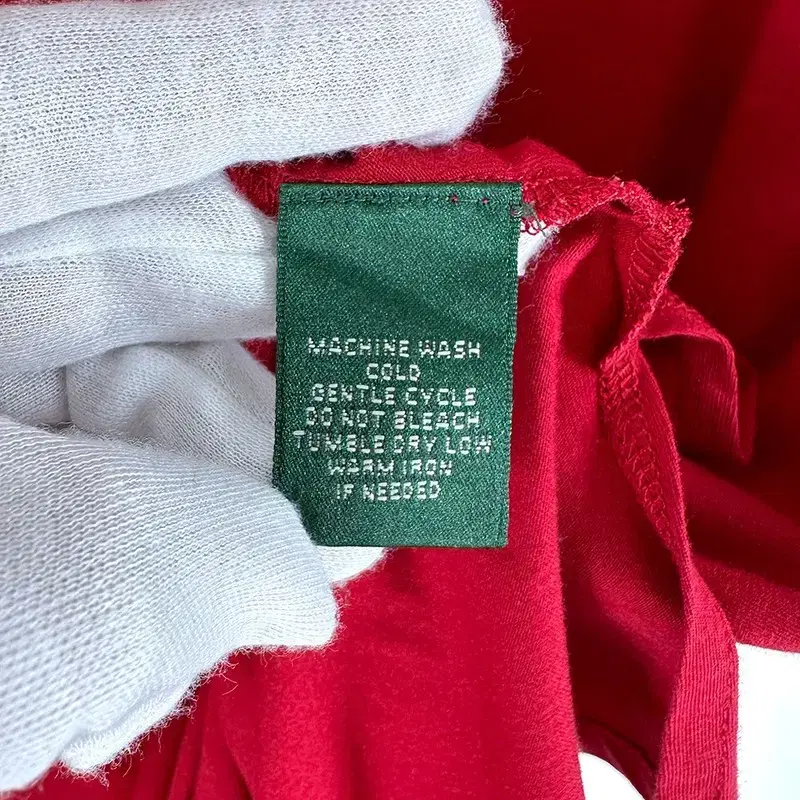 MACHINE WASH
COLD
GENTLE CYCLE
DO NOT BLEACH
TUMBLE DRY LOW
WARM IRON
IF NEEDED